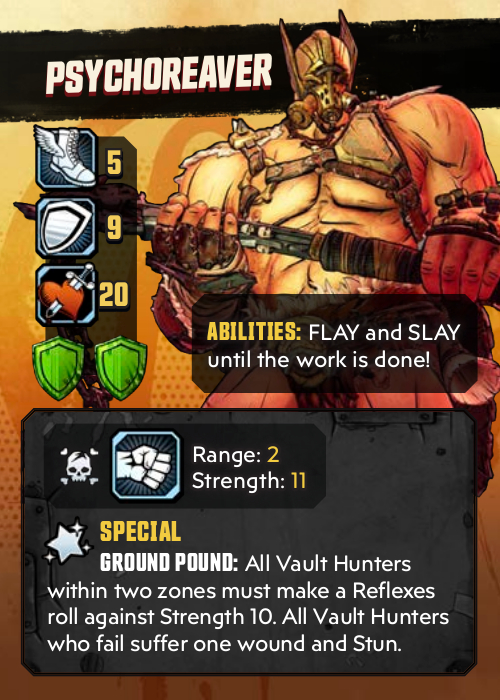 PSYCHOREAVER
5
9
20
ABILITIES: FLAY and SLAY
until the work is done!
Range: 2
Strength: 11
SPECIAL
GROUND POUND: All Vault Hunters
within two zones must make a Reflexes
roll against Strength 10. All Vault Hunters
who fail suffer one wound and Stun.